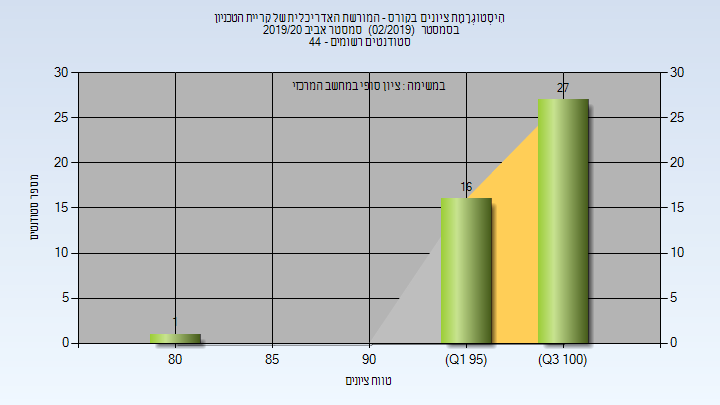 היסטוגרמת ציונים בקורס - המורשת האדריכלית של קריית הטכניון
בסמסטר (02/2019) סמסטר אביב 2019/20
סטודנטים רשומים - 44
במשימה : ציון סופי במחשב המרכזי
30 30
27
25 25
20 20
16
15 15
10 10
5 5
1
0 0
80 85 90 (Q1 95) (Q3 100)
מספר סטודנטים
טווח ציונים